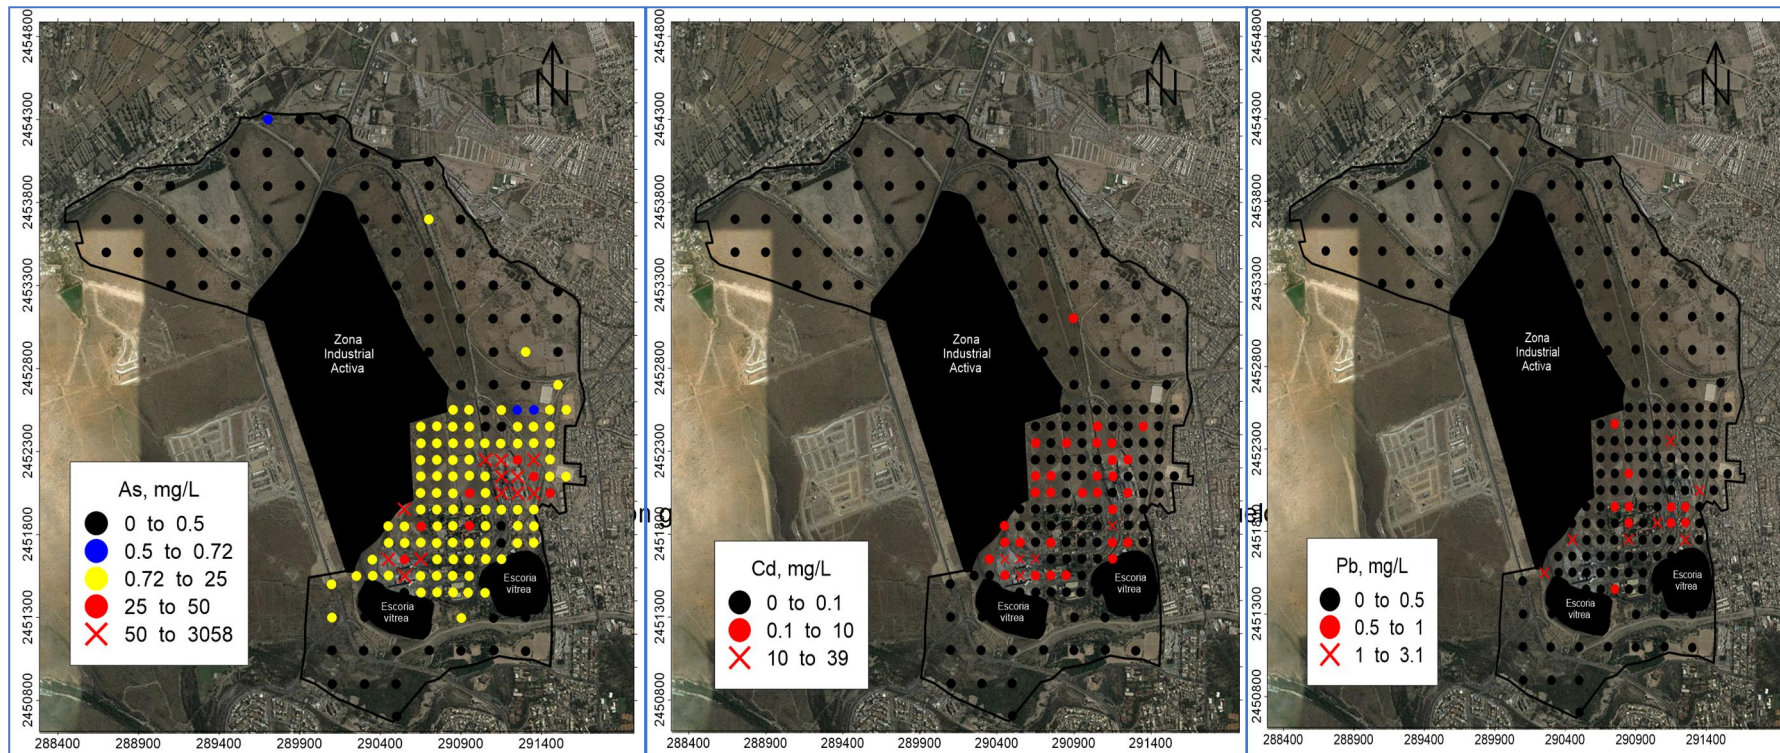 2454800
2454300
2453800
2453300
2452800
2452300
2451800
2451300
2450800
N
Zona
Industrial
Activa
Escoria
vítrea
Escoria
vítrea
As, mg/L
0 to 0.5
0.5 to 0.72
0.72 to 25
25 to 50
50 to 3058
288400 288900 289400 289900 290400 290900 291400
2454800
2454300
2453800
2453300
2452800
2452300
2451800
2451300
2450800
N
Zona
Industrial
Activa
Escoria
vítrea
Escoria
vítrea
Cd, mg/L
0 to 0.1
0.1 to 10
10 to 39
288400 288900 289400 289900 290400 290900 291400
2454800
2454300
2453800
2453300
2452800
2452300
2451800
2451300
2450800
N
Zona
Industrial
Activa
Escoria
vitrea
Escoria
vítrea
Pb, mg/L
0 to 0.5
0.5 to 1
1 to 3.1
288400 288900 289400 289900 290400 290900 291400